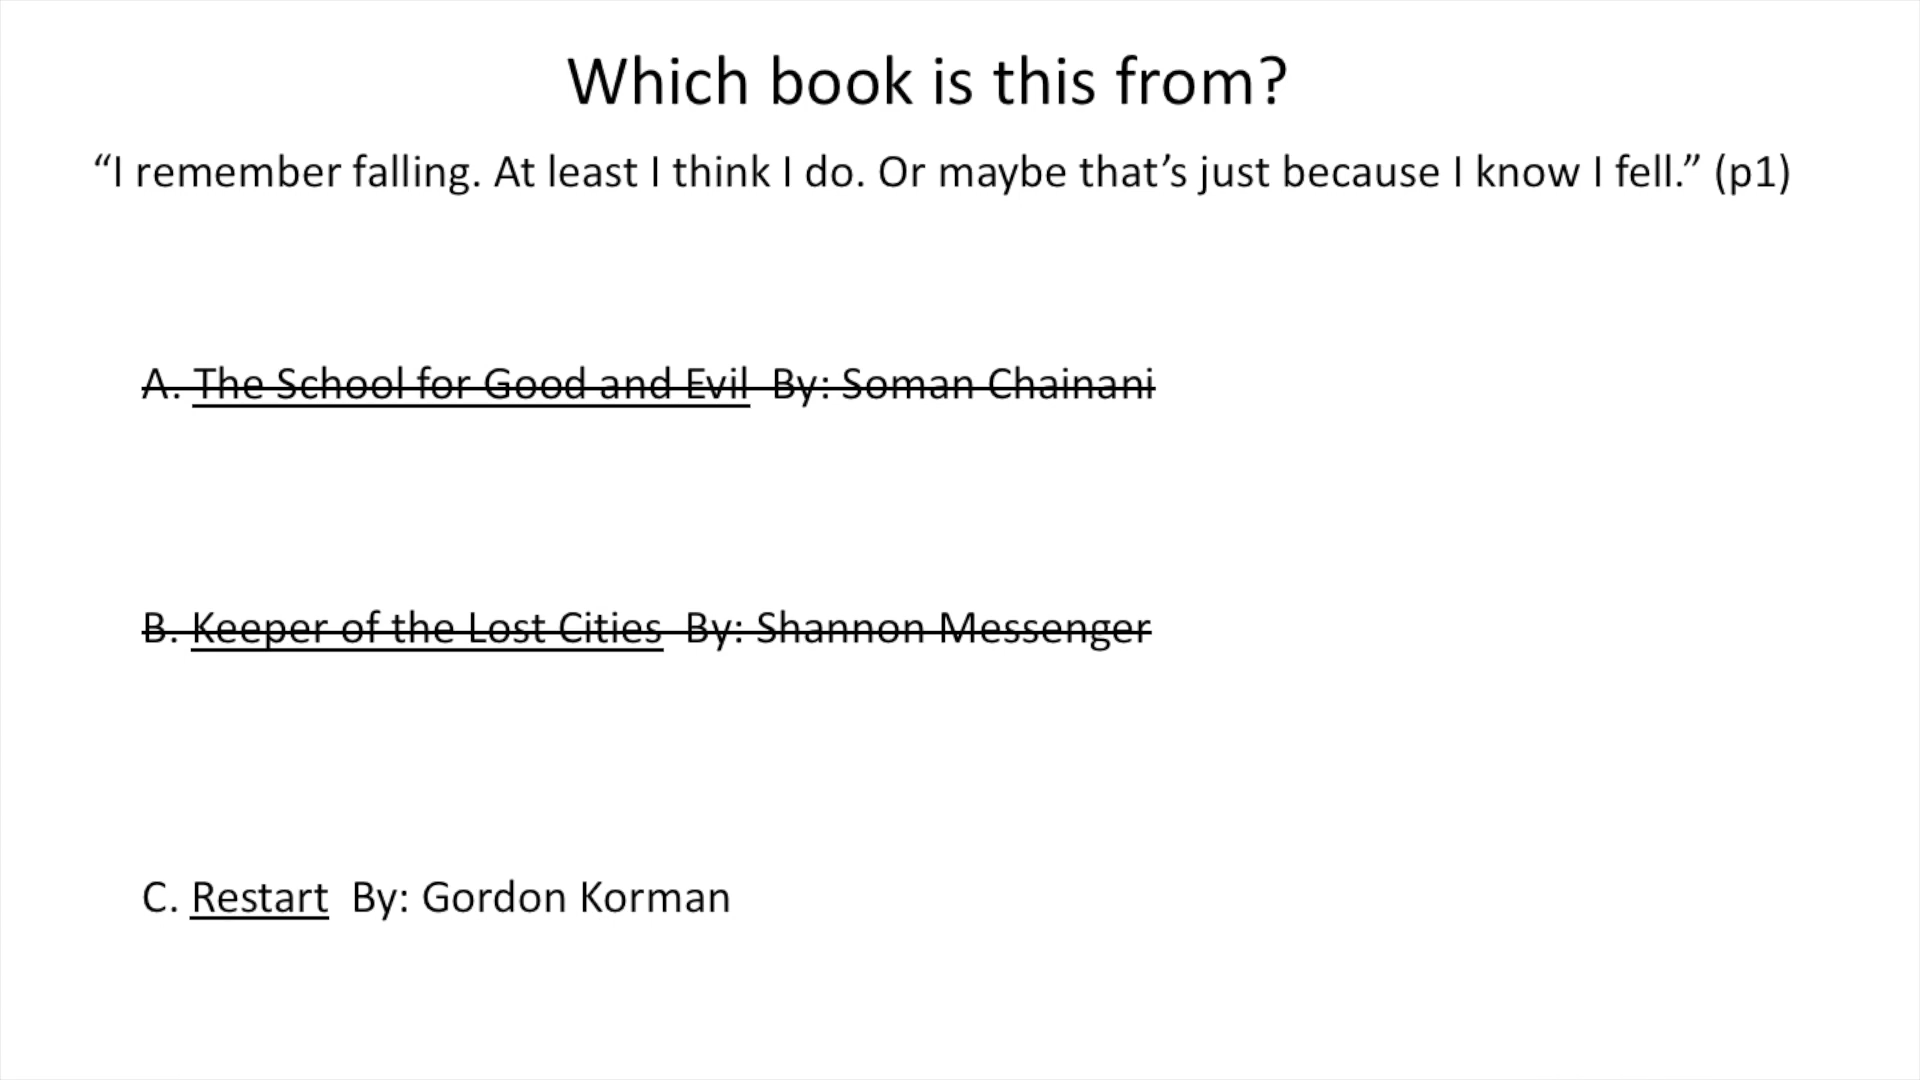 Which book is this from?
“I remember falling. At least I think I do. Or maybe that’s just because I know I fell.” (p1)
A. The School for Good and Evil  By: Soman Chainani
B. Keeper of the Lost Cities  By: Shannon Messenger
C. Restart  By: Gordon Korman